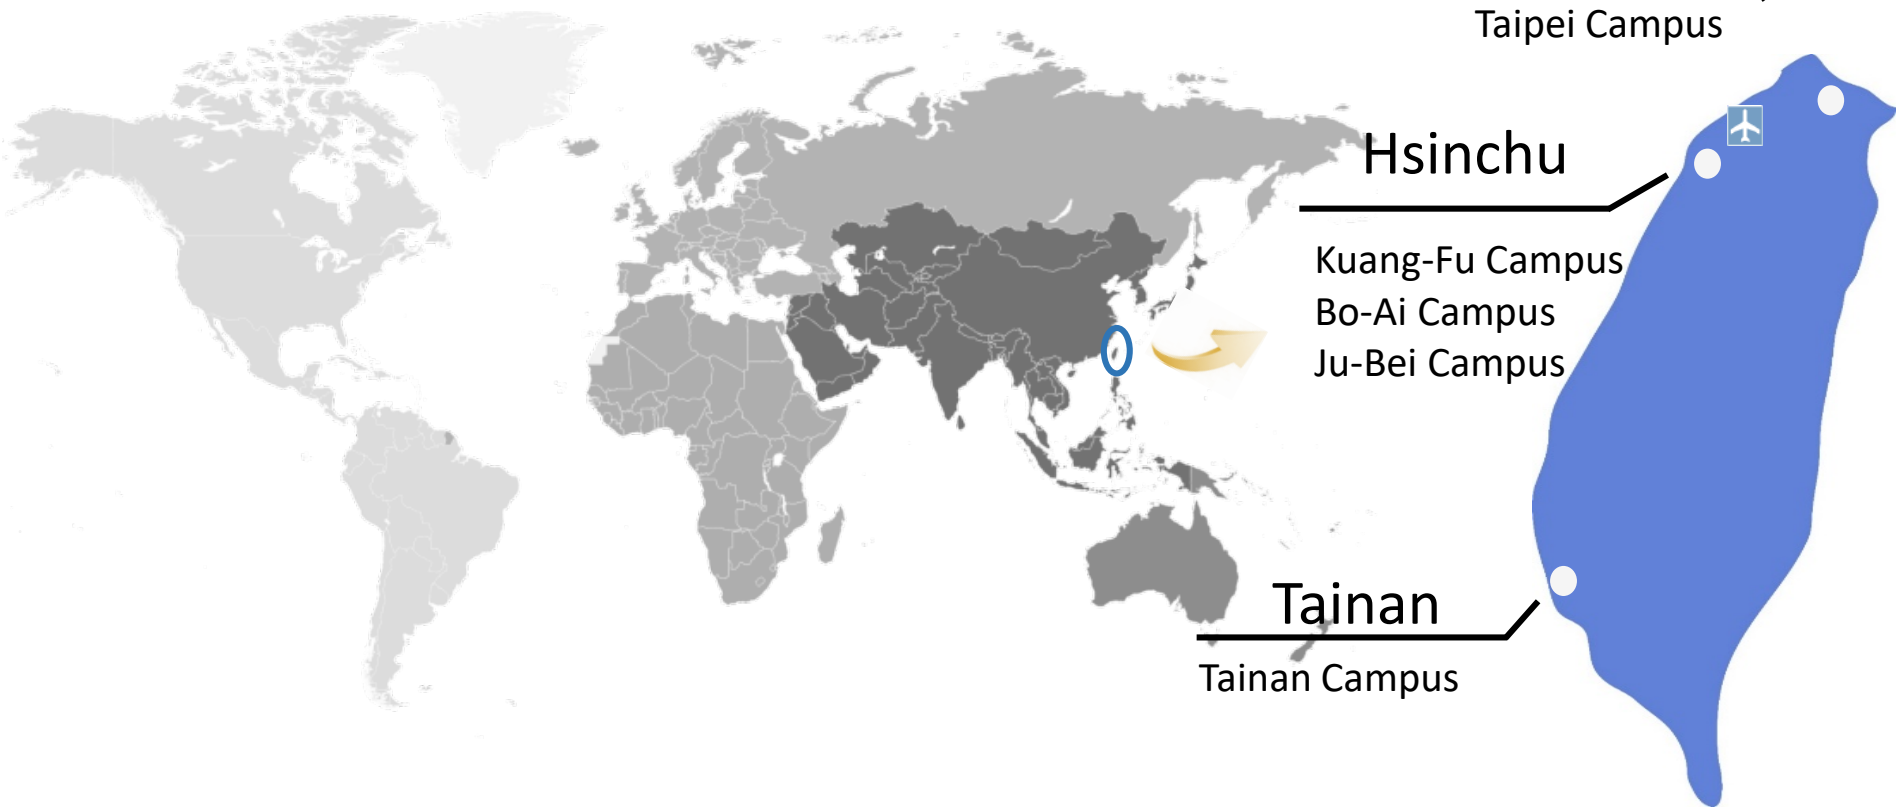 Taipei Campus
Hsinchu
Kuang-Fu Campus
Bo-Ai Campus
Ju-Bei Campus
Tainan
Tainan Campus